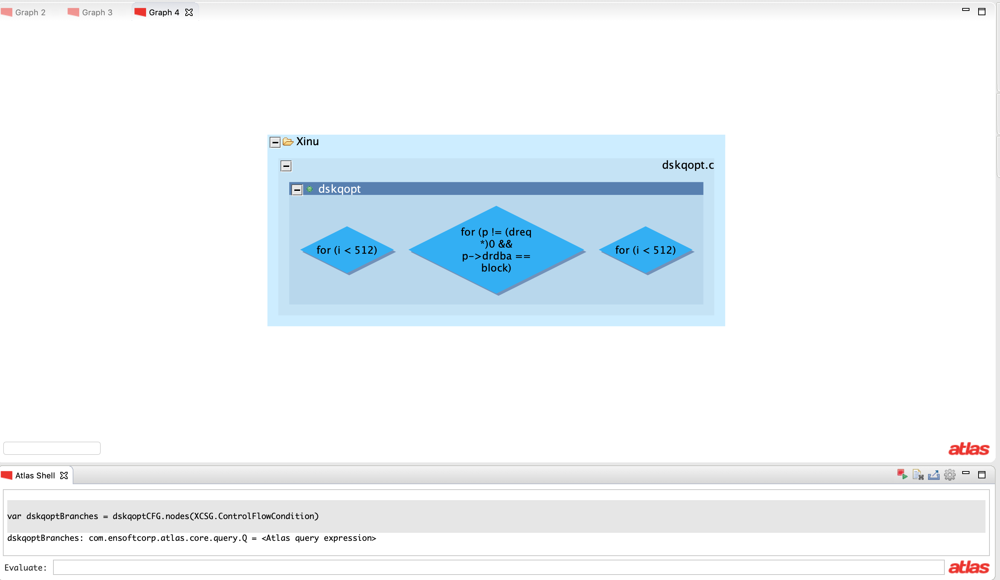 Graph 2
Graph 3
Graph 4
Xinu
dskqopt.c
dskqopt
for (i < 512)
for (p != (dreq
*)0 &&
p->drdba ==
block)
for (i < 512)
atlas
Atlas Shell
var dskqoptBranches = dskqoptCFG.nodes(XCSG.ControlFlowCondition)
dskqoptBranches: com.ensoftcorp.atlas.core.query.Q = <Atlas query expression>
Evaluate:
atlas